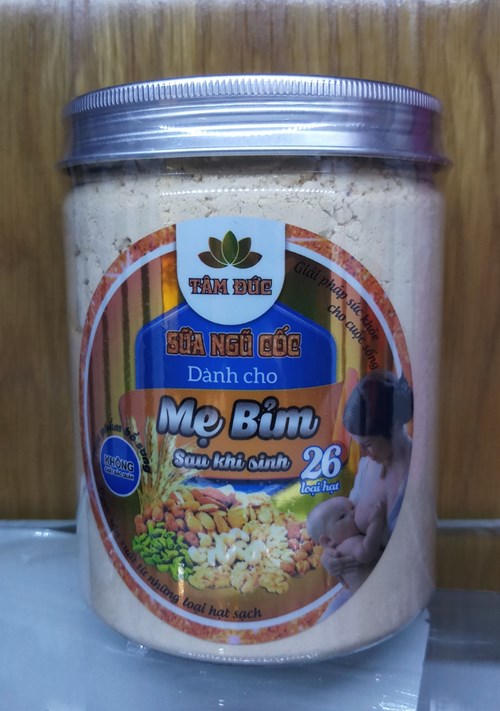 TÂM ĐỨC
Giải pháp sức khỏe
cho cuộc sống
SỮA NGŨ CỐC
Dành cho
Mẹ Bỉm
Sau khi sinh
26
loại hạt
KHÔNG
từ những loại hạt sạch